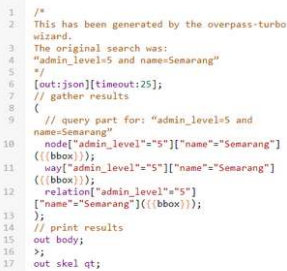 1 /*
2 This has been generated by the overpass-turbo
wizard.
3 The original search was:
4 “admin_level=5 and name=Semarang”
5 */
6 [out:json][timeout:25];
7 // gather results
8 (
9 // query part for: “admin_level=5 and
name=Semarang”
10 node["admin_level"="5"]["name"="Semarang"]
({{bbox}});
11 way["admin_level"="5"]["name"="Semarang"]
({{bbox}});
12 relation["admin_level"="5"]
["name"="Semarang"]({{bbox}});
13 );
14 // print results
15 out body;
16 >;
17 out skel qt;